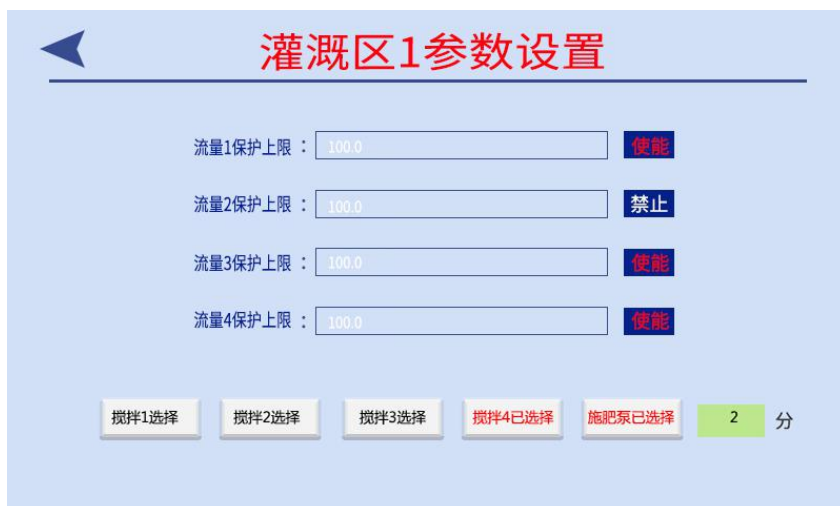 灌溉区1参数设置
流量1保护上限 : 100.0 使能
流量2保护上限 : 100.0 禁止
流量3保护上限 : 100.0 使能
流量4保护上限 : 100.0 使能
搅拌1选择 搅拌2选择 搅拌3选择 搅拌4已选择 施肥泵已选择 2 分